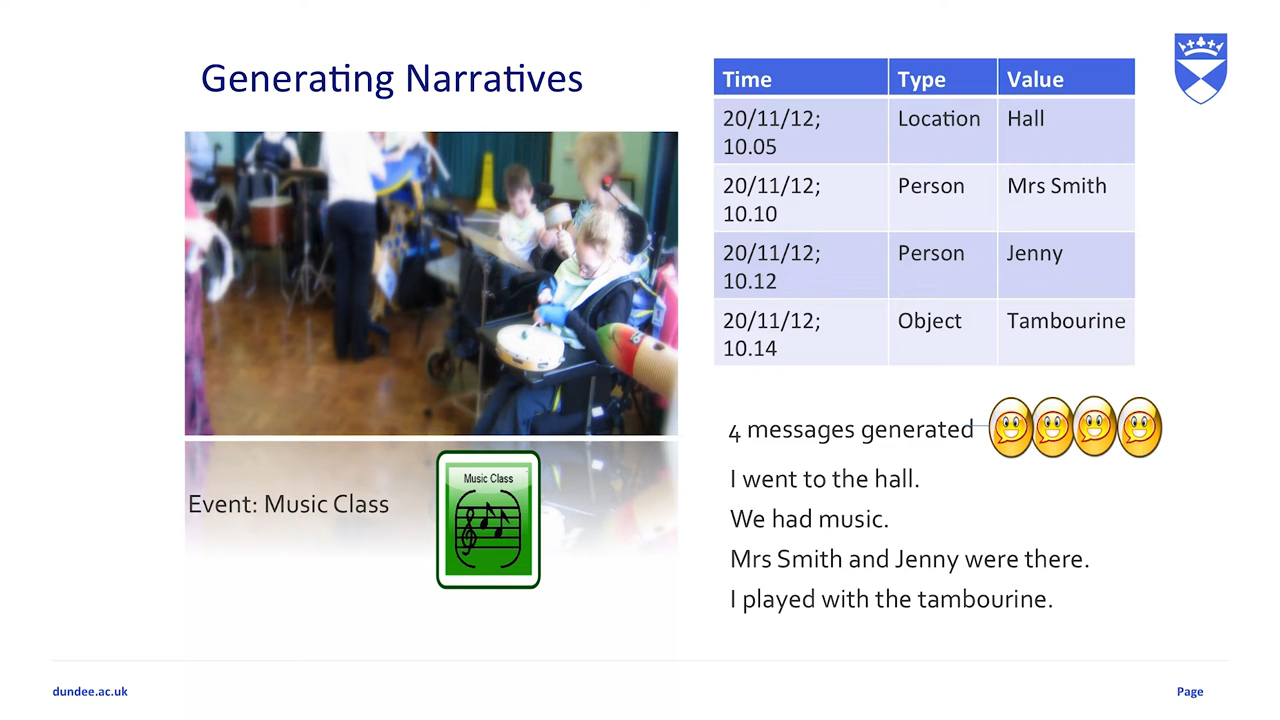 Generating Narratives
Time Type Value
20/11/12; Location Hall
10.05
20/11/12; Person Mrs Smith
10.10
20/11/12; Person Jenny
10.12
20/11/12; Object Tambourine
10.14
4 messages generated
I went to the hall.
We had music.
Mrs Smith and Jenny were there.
I played with the tambourine.
Event: Music Class
Music Class
dundee.ac.uk
Page